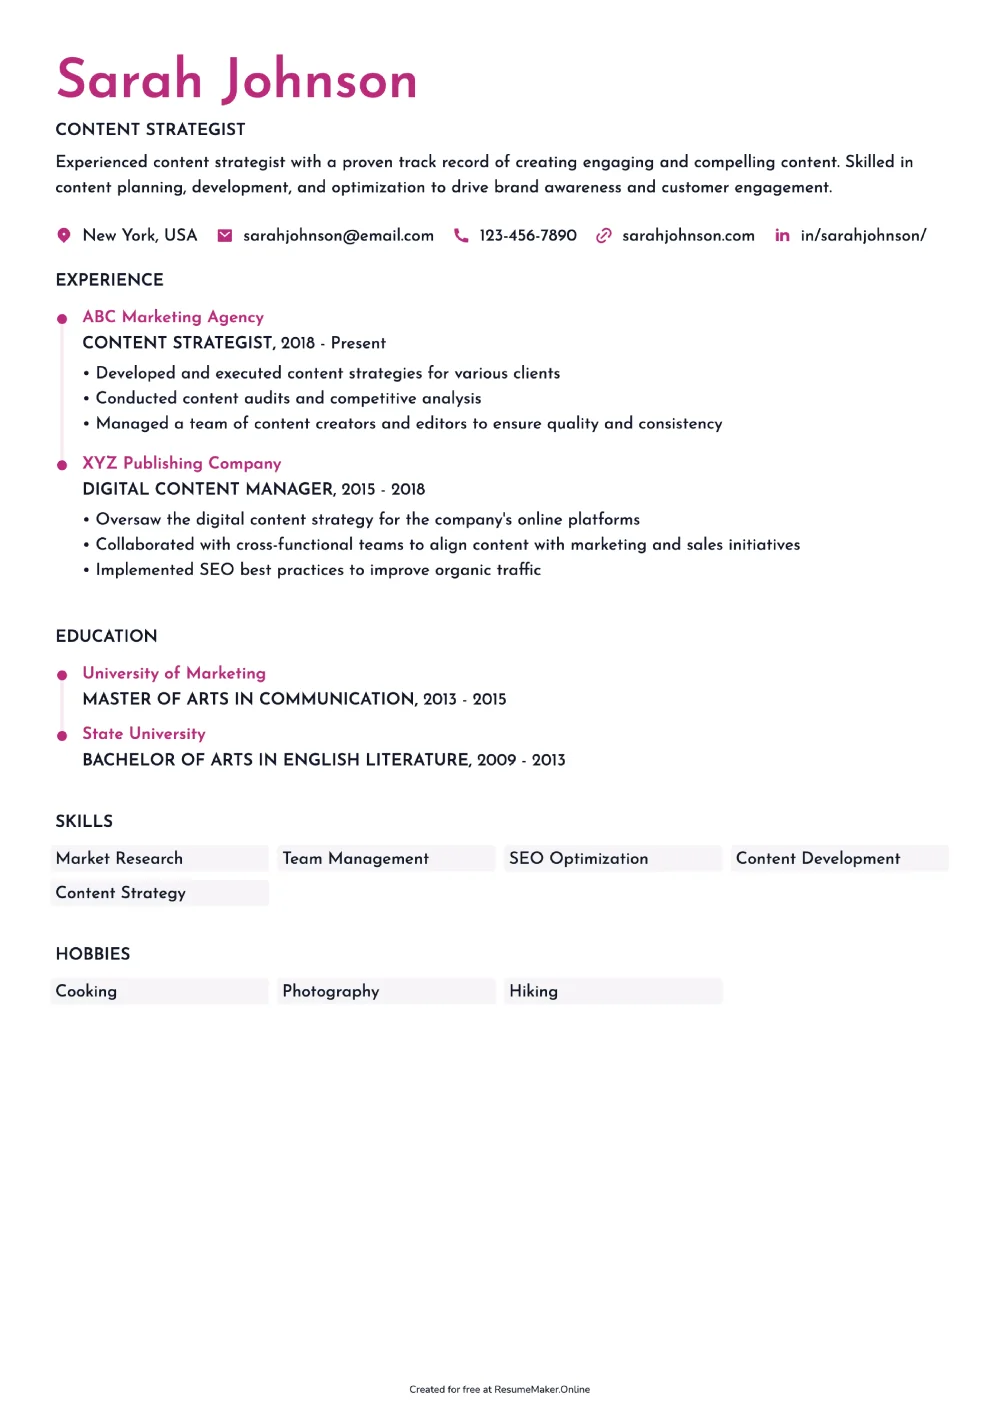 Sarah Johnson
CONTENT STRATEGIST
Experienced content strategist with a proven track record of creating engaging and compelling content. Skilled in
content planning, development, and optimization to drive brand awareness and customer engagement.
New York, USA sarahjohnson@email.com 123-456-7890 sarahjohnson.com in in/sarahjohnson/
EXPERIENCE
ABC Marketing Agency
CONTENT STRATEGIST, 2018 - Present
• Developed and executed content strategies for various clients
• Conducted content audits and competitive analysis
• Managed a team of content creators and editors to ensure quality and consistency
XYZ Publishing Company
DIGITAL CONTENT MANAGER, 2015 - 2018
• Oversaw the digital content strategy for the company's online platforms
• Collaborated with cross-functional teams to align content with marketing and sales initiatives
• Implemented SEO best practices to improve organic traffic
EDUCATION
University of Marketing
MASTER OF ARTS IN COMMUNICATION, 2013 - 2015
State University
BACHELOR OF ARTS IN ENGLISH LITERATURE, 2009 - 2013
SKILLS
Market Research Team Management SEO Optimization Content Development
Content Strategy
HOBBIES
Cooking Photography Hiking
Created for free at ResumeMaker.Online